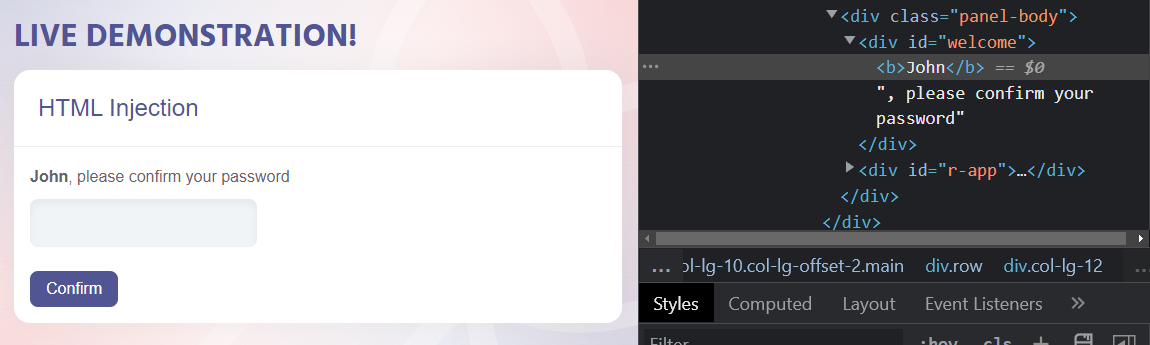 LIVE DEMONSTRATION!
HTML Injection
John, please confirm your password
Confirm
<div class="panel-body">
<div id="welcome">
... <b>John</b> == $0
", please confirm your
password"
</div>
<div id="r-app">…</div>
</div>
</div>
... ol-lg-10.col-lg-offset-2.main div.row div.col-lg-12 ...
Styles Computed Layout Event Listeners »
Filter :hov .cls +